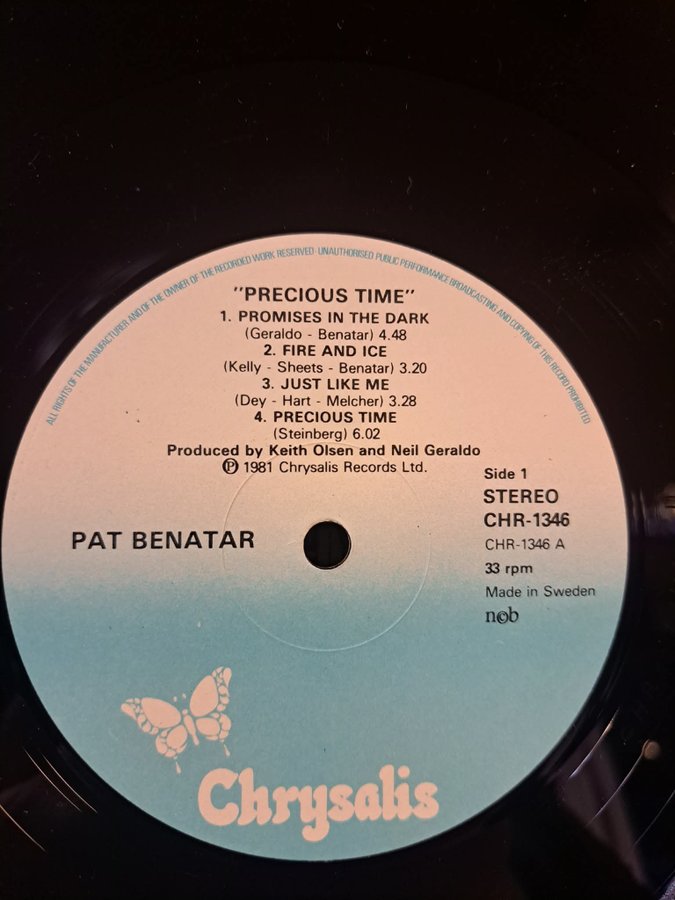 ALL RIGHTS OF THE MANUFACTURER AND OF THE OWNER OF THE RECORDED WORK RESERVED · UNAUTHORISED PUBLIC PERFORMANCE BROADCASTING AND COPYING OF THIS RECORD PROHIBITED
"PRECIOUS TIME"
1. PROMISES IN THE DARK
(Geraldo - Benatar) 4.48
2. FIRE AND ICE
(Kelly - Sheets - Benatar) 3.20
3. JUST LIKE ME
(Dey - Hart - Melcher) 3.28
4. PRECIOUS TIME
(Steinberg) 6.02
Produced by Keith Olsen and Neil Geraldo
℗ 1981 Chrysalis Records Ltd.
Side 1
STEREO
CHR-1346
CHR-1346 A
33 rpm
Made in Sweden
n©b
PAT BENATAR
Chrysalis